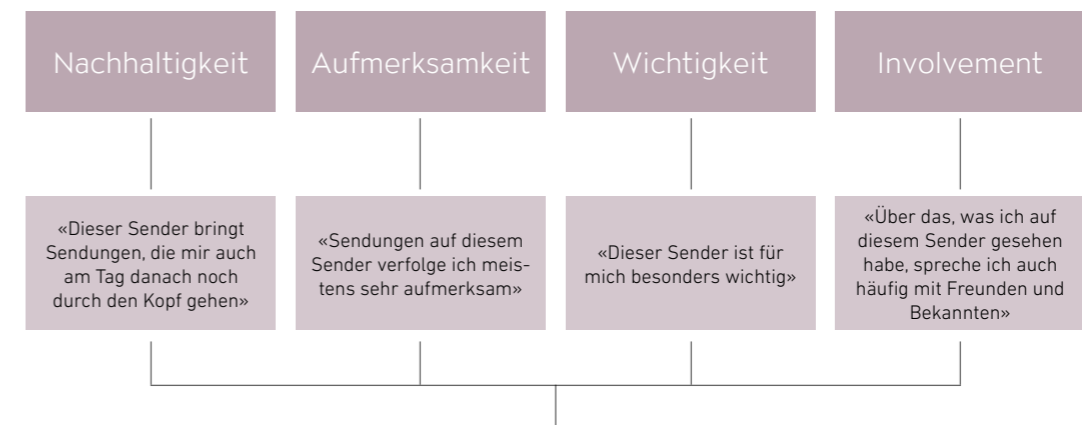 Nachhaltigkeit
Aufmerksamkeit
Wichtigkeit
Involvement
«Dieser Sender bringt
Sendungen, die mir auch
am Tag danach noch
durch den Kopf gehen»
«Sendungen auf diesem
Sender verfolge ich meis-
tens sehr aufmerksam»
«Dieser Sender ist für
mich besonders wichtig»
«Über das, was ich auf
diesem Sender gesehen
habe, spreche ich auch
häufig mit Freunden und
Bekannten»